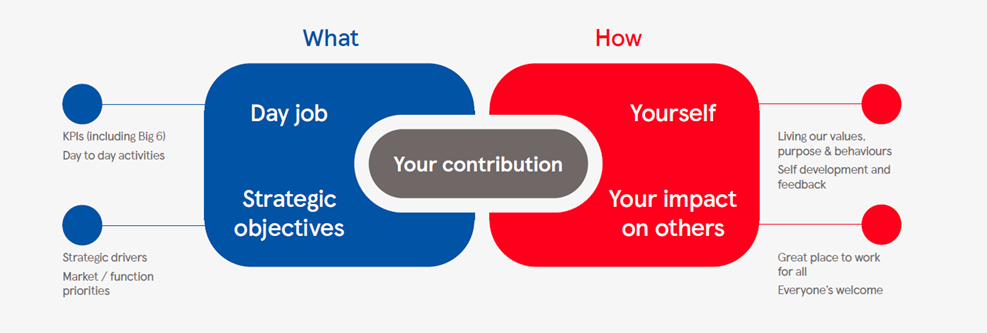 What
How
KPIs (including Big 6)
Day to day activities
Strategic drivers
Market / function
priorities
Day job
Strategic
objectives
Your contribution
Yourself
Your impact
on others
Living our values,
purpose & behaviours
Self development and
feedback
Great place to work
for all
Everyone's welcome